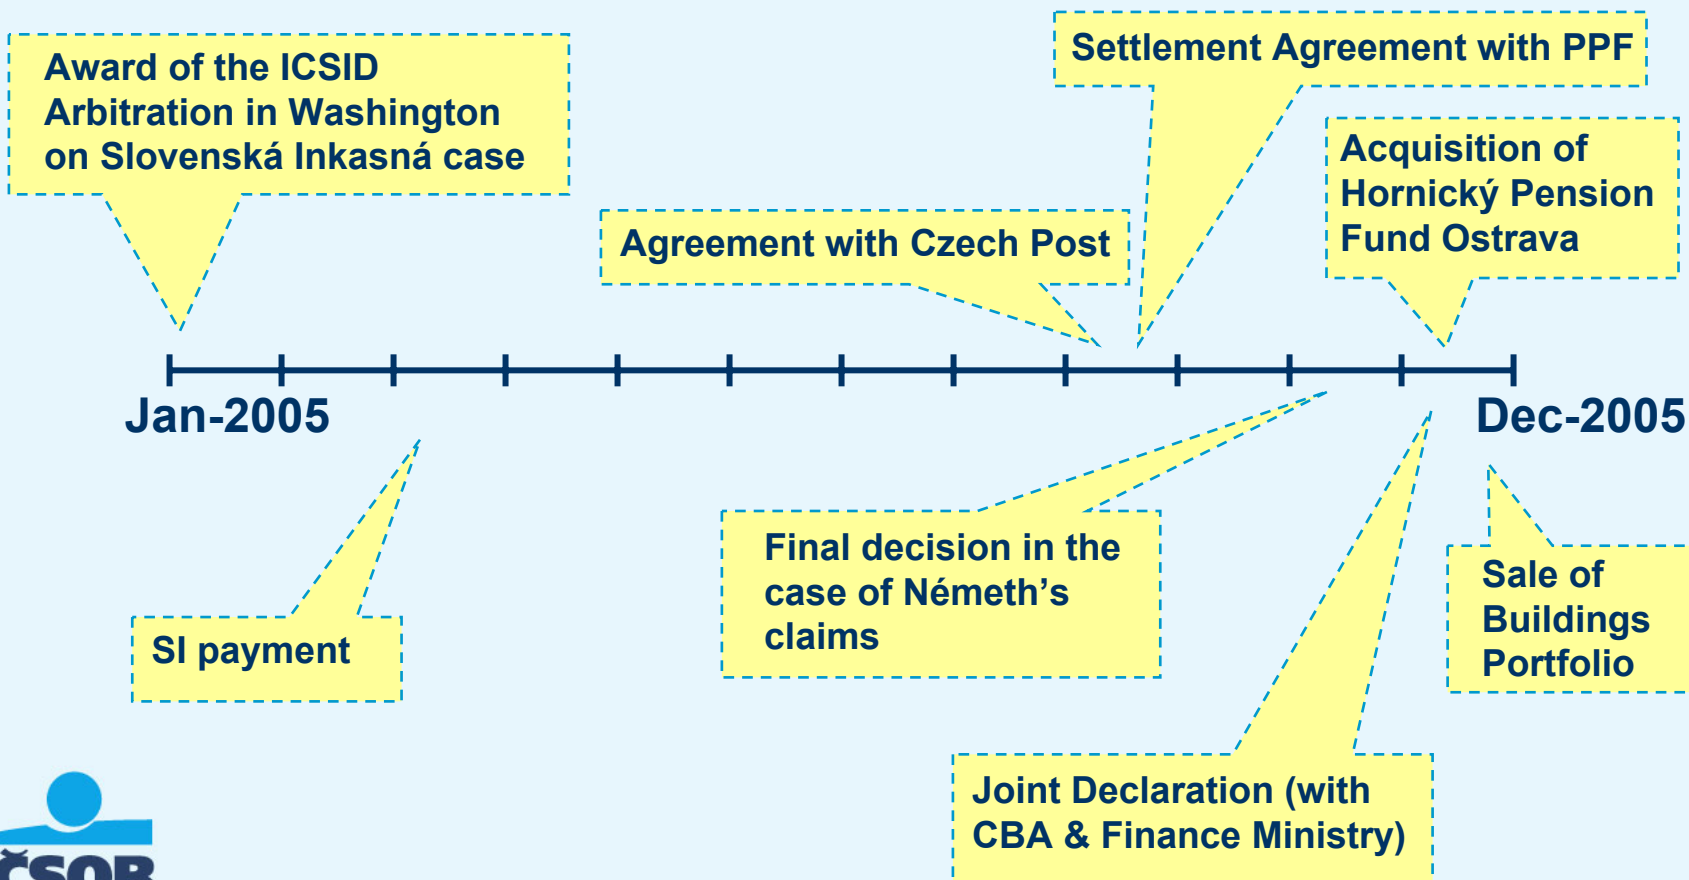 Award of the ICSID
Arbitration in Washington
on Slovenská Inkasná case
Settlement Agreement with PPF
Acquisition of
Hornický Pension
Fund Ostrava
Agreement with Czech Post
Jan-2005
Dec-2005
SI payment
Final decision in the
case of Németh’s
claims
Sale of
Buildings
Portfolio
Joint Declaration (with
CBA & Finance Ministry)
ČSOB